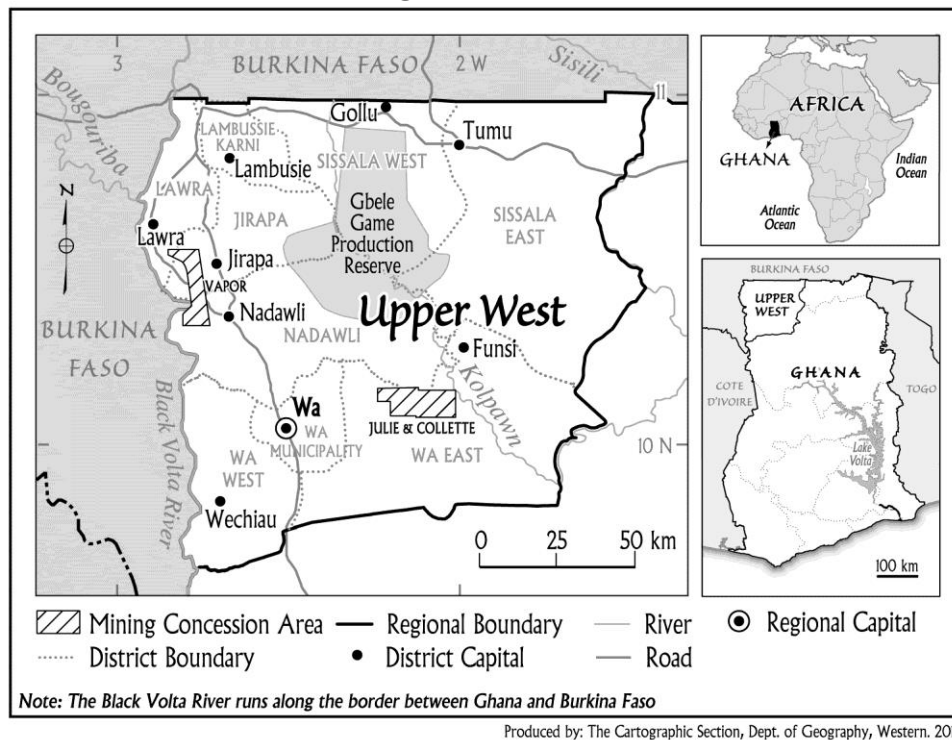 3
BURKINA FASO
2 W
Sisili
Bougouriba
11
Gollu
Tumu
LAMBUSSIE
KARNI
Lambusie
SISSALA WEST
LAWRA
Gbele
Game
Production
Reserve
JIRAPA
SISSALA
EAST
N
Lawra
Jirapa
VAPOR
Nadawli
NADAWLI
Upper West
Funsi
BURKINA
FASO
Black Volta River
Kolpawn
Wa
WA
MUNICIPALITY
JULIE & COLLETTE
WA EAST
10 N
WA
WEST
Wechiau
0 25 50 km
AFRICA
GHANA
Indian
Ocean
Atlantic
Ocean
BURKINA FASO
UPPER
WEST
GHANA
COTE
D'IVOIRE
TOGO
Lake
Volta
100 km
Mining Concession Area
Regional Boundary
River
Regional Capital
District Boundary
District Capital
Road
Note: The Black Volta River runs along the border between Ghana and Burkina Faso
Produced by: The Cartographic Section, Dept. of Geography, Western.